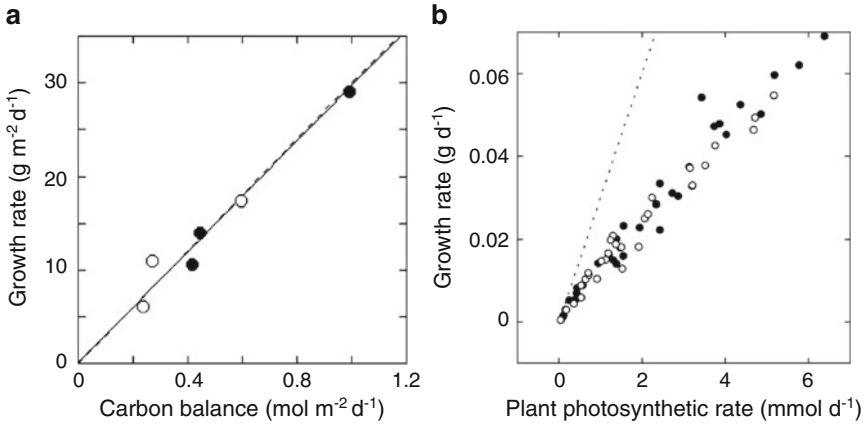 a
Growth rate (g m-2 d-1)
30
20
10
0
0
0.4
0.8
1.2
Carbon balance (mol m-2 d-1)
b
Growth rate (g d-1)
0.06
0.04
0.02
0
0
2
4
6
Plant photosynthetic rate (mmol d-1)